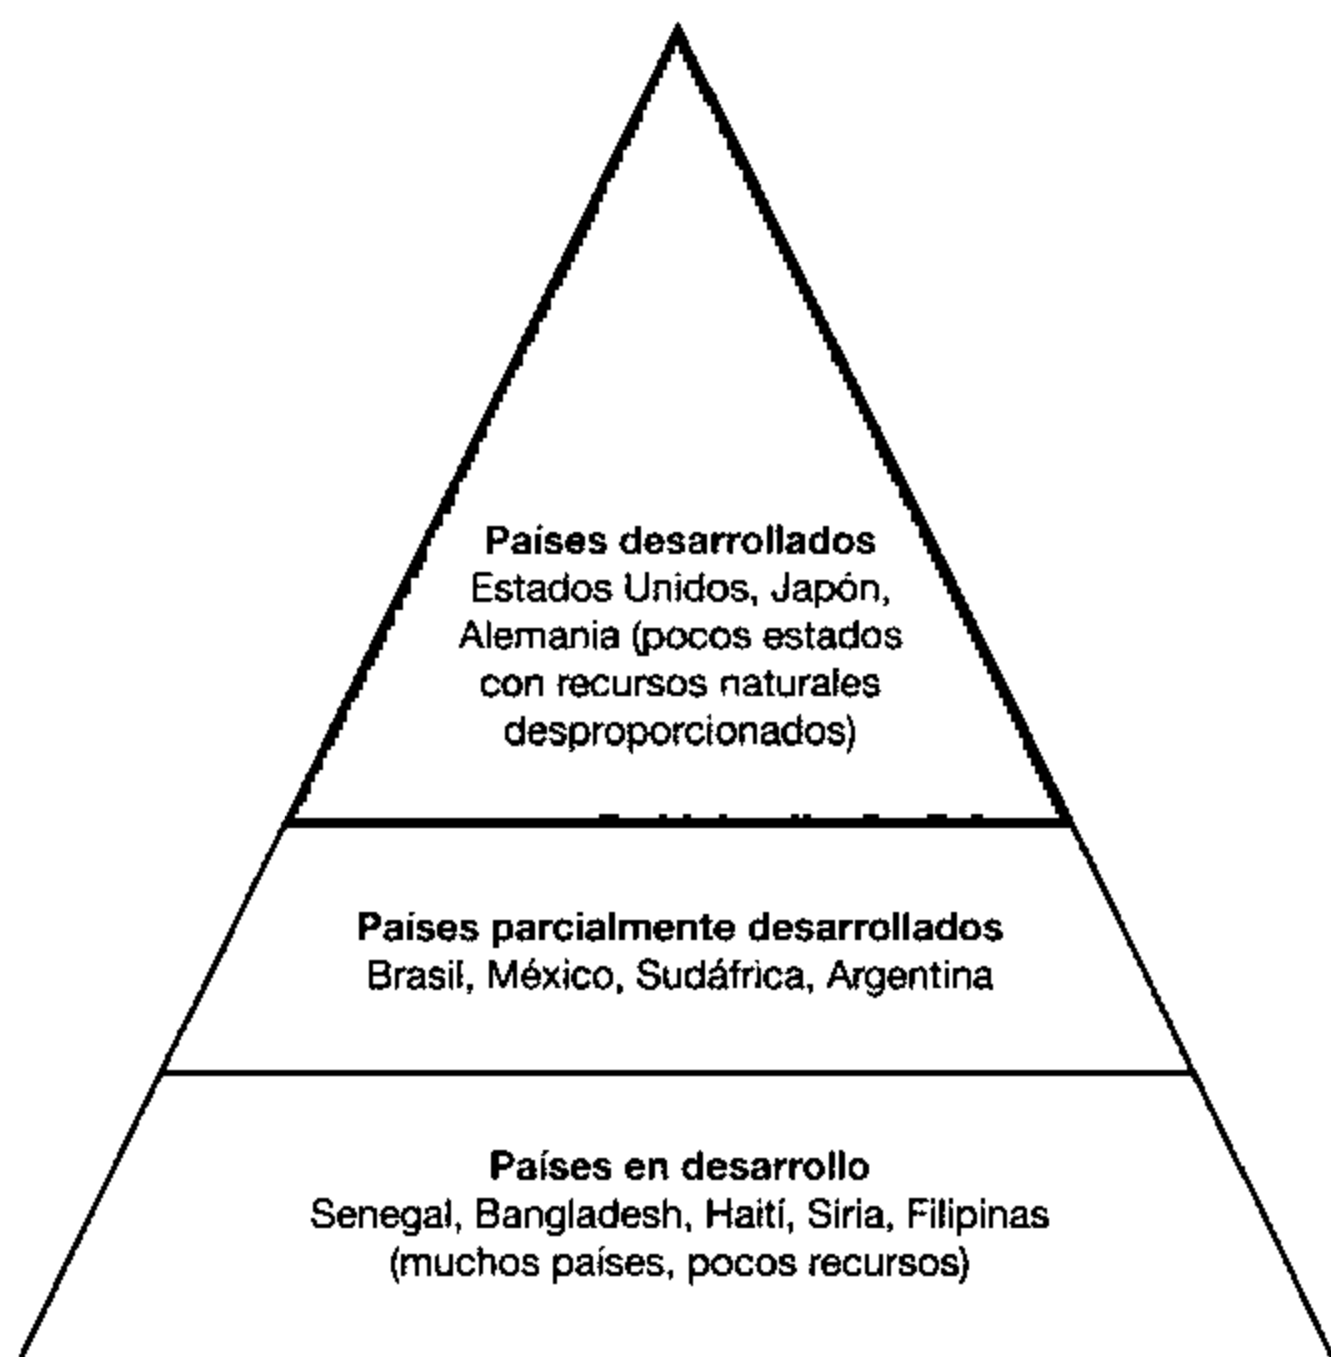 Países desarrollados
Estados Unidos, Japón,
Alemania (pocos estados
con recursos naturales
desproporcionados)
Países parcialmente desarrollados
Brasil, México, Sudáfrica, Argentina
Países en desarrollo
Senegal, Bangladesh, Haití, Siria, Filipinas
(muchos países, pocos recursos)